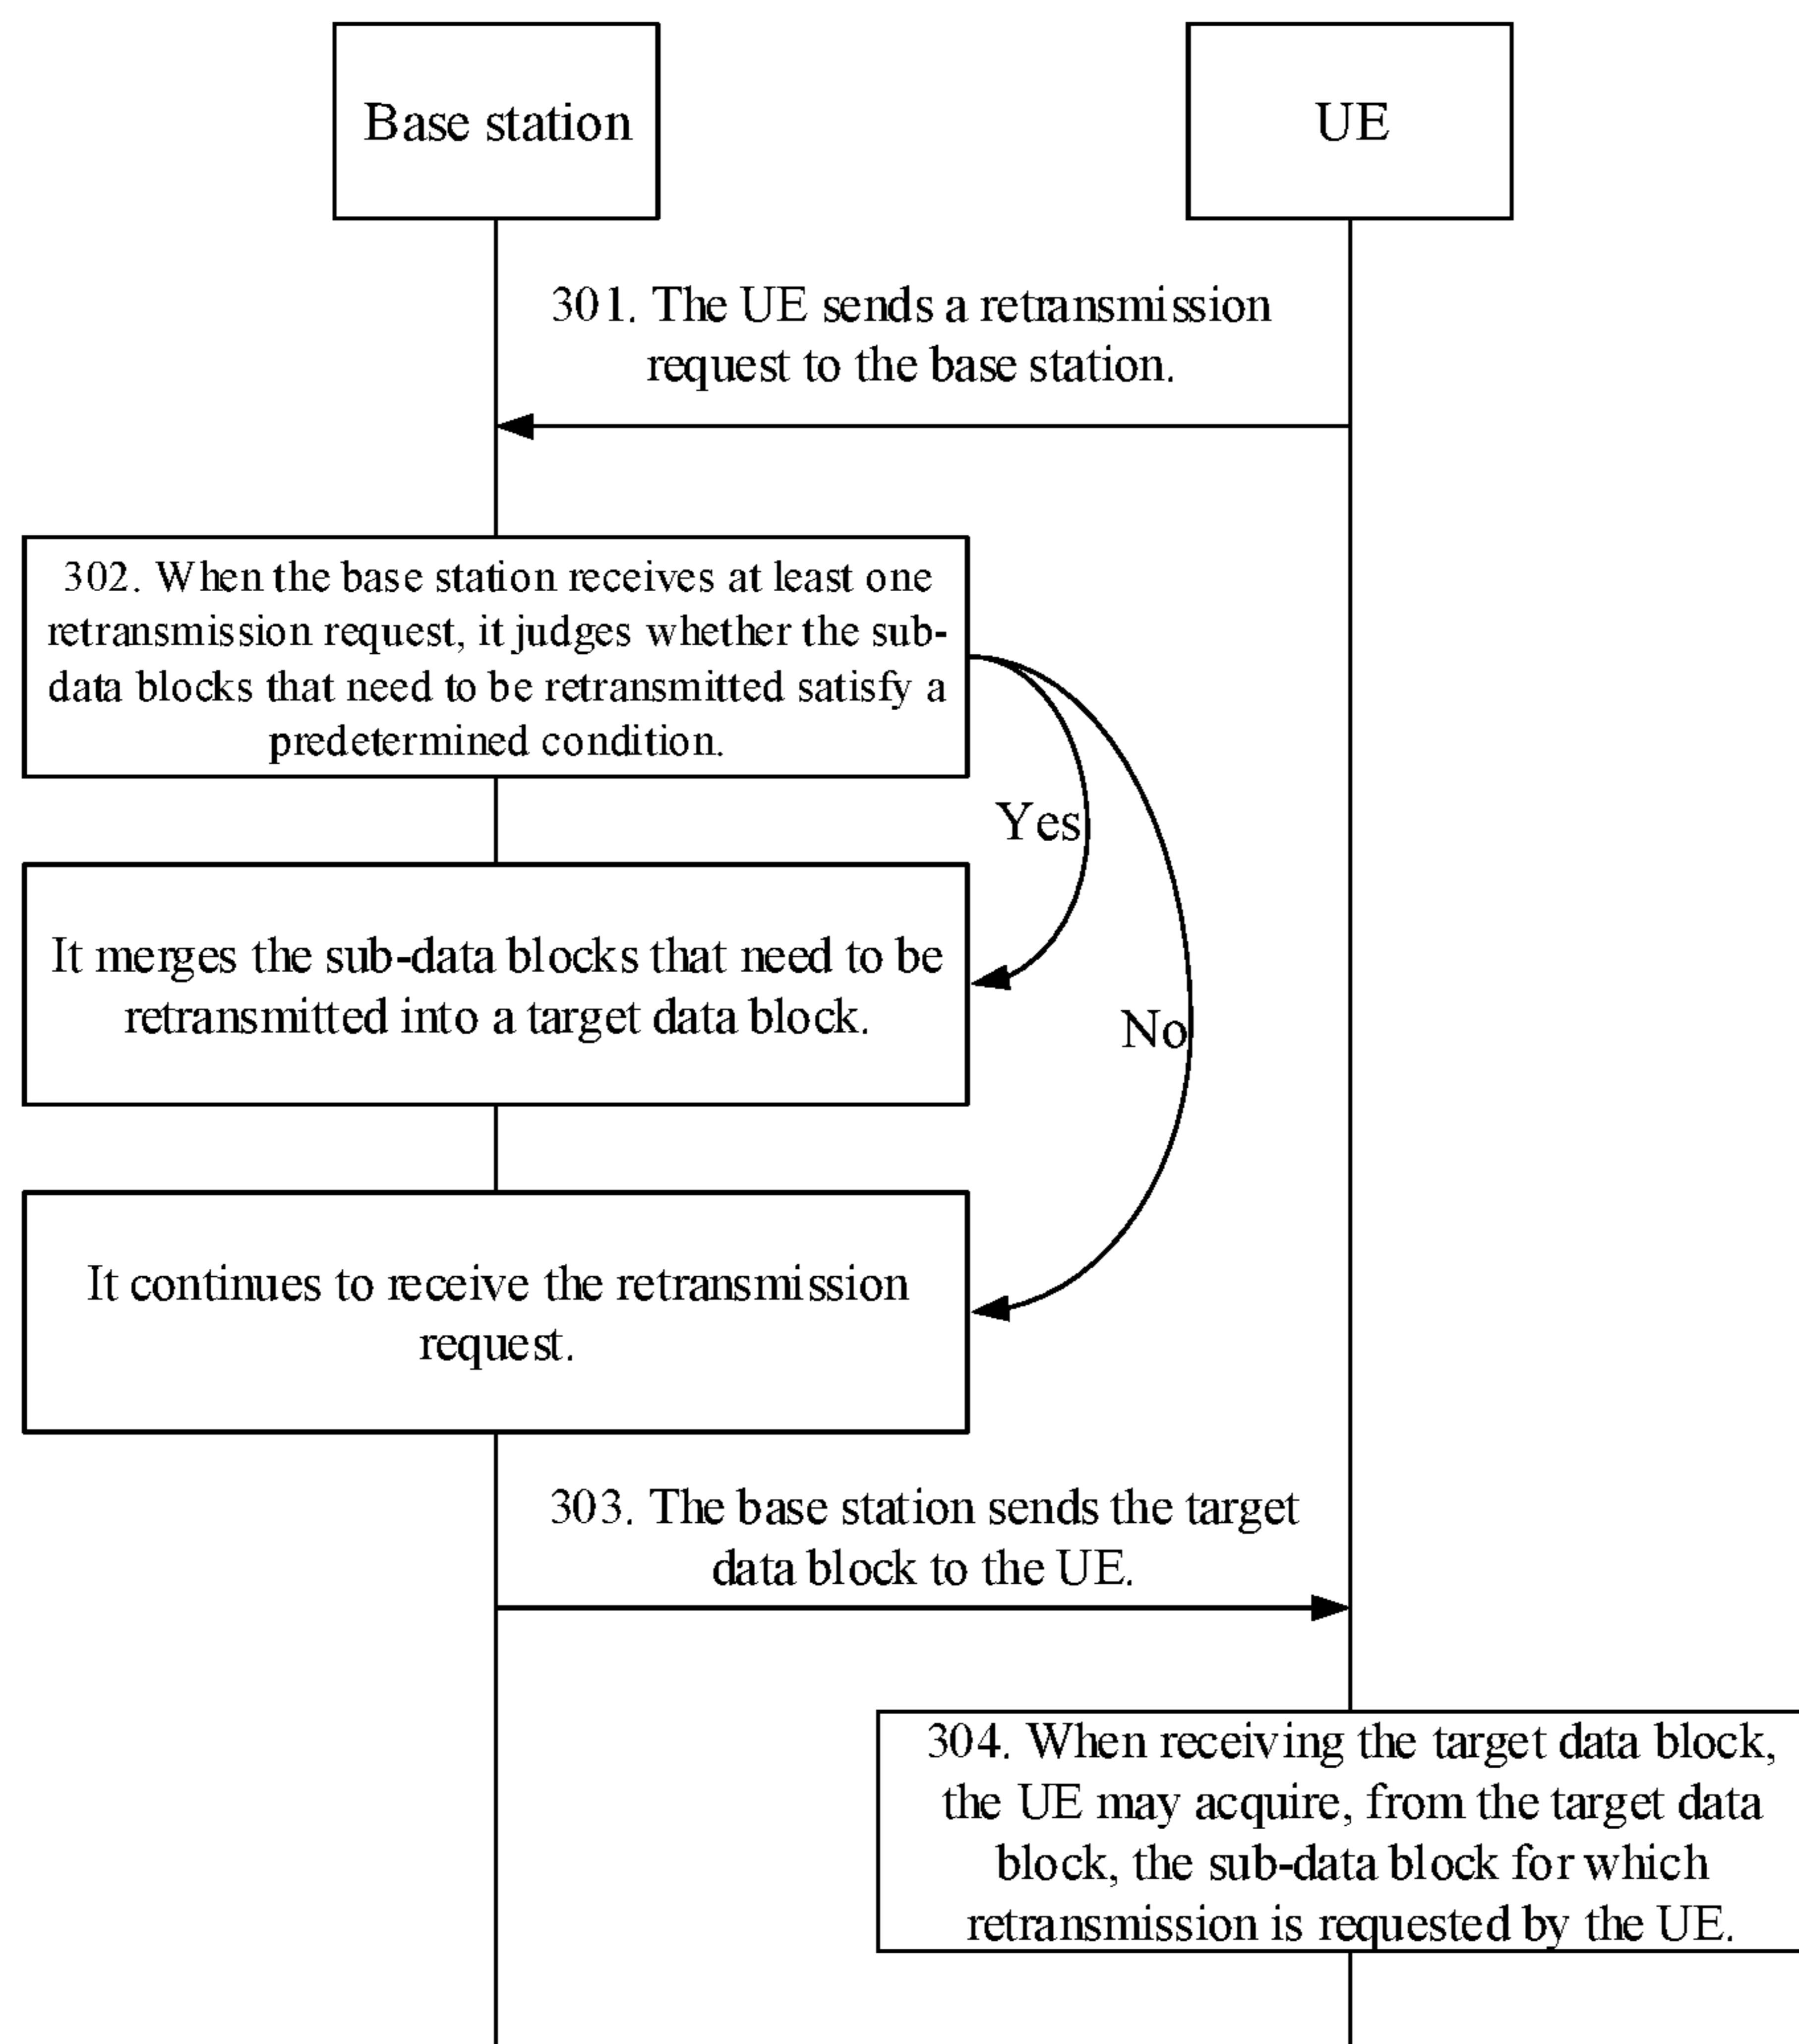 Base station
UE
301. The UE sends a retransmission
request to the base station.
302. When the base station receives at least one
retransmission request, it judges whether the sub-
data blocks that need to be retransmitted satisfy a
predetermined condition.
Yes
It merges the sub-data blocks that need to be
retransmitted into a target data block.
No
It continues to receive the retransmission
request.
303. The base station sends the target
data block to the UE.
304. When receiving the target data block,
the UE may acquire, from the target data
block, the sub-data block for which
retransmission is requested by the UE.